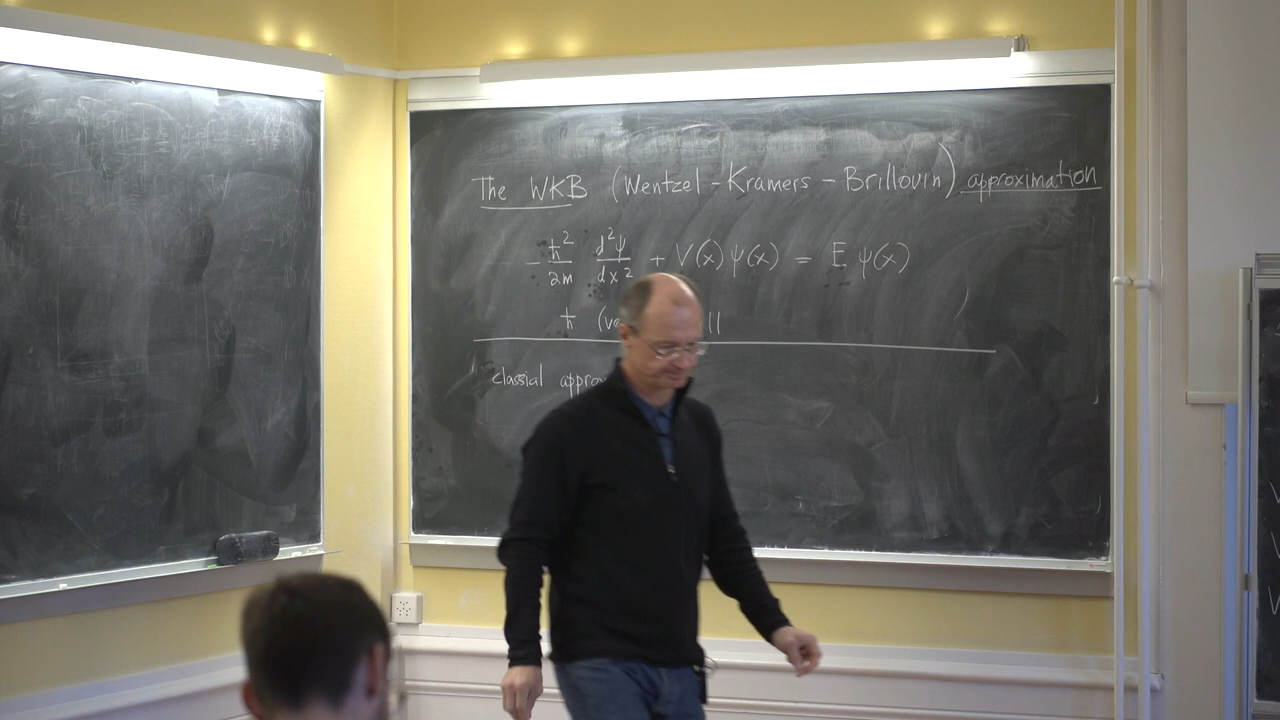 The WKB (Wentzel - Kramers - Brillouin) approximation
- ħ²/2m d²ψ/dx² + V(x) ψ(x) = E ψ(x)
ħ
classial